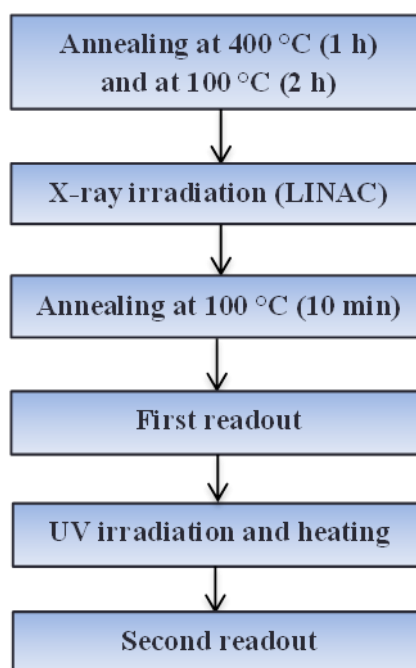 Annealing at 400 °C (1 h)
and at 100 °C (2 h)
X-ray irradiation (LINAC)
Annealing at 100 °C (10 min)
First readout
UV irradiation and heating
Second readout